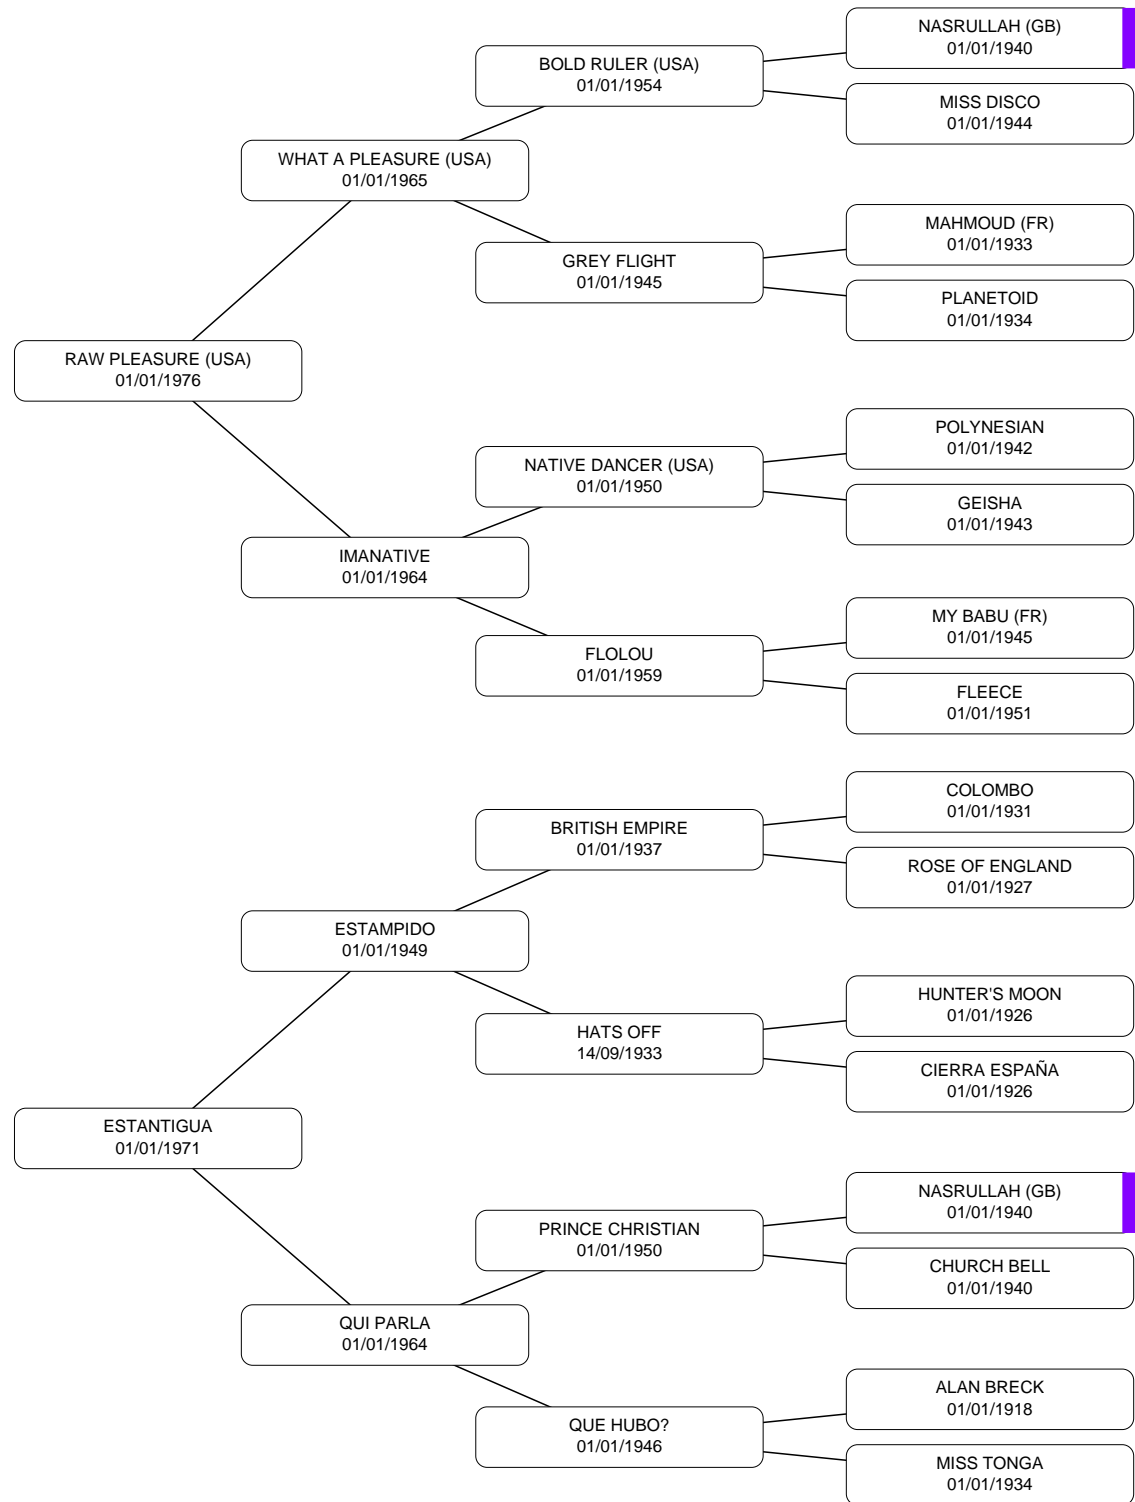 NASRULLAH (GB)
01/01/1940
BOLD RULER (USA)
01/01/1954
MISS DISCO
01/01/1944
WHAT A PLEASURE (USA)
01/01/1965
MAHMOUD (FR)
01/01/1933
GREY FLIGHT
01/01/1945
PLANETOID
01/01/1934
RAW PLEASURE (USA)
01/01/1976
POLYNESIAN
01/01/1942
NATIVE DANCER (USA)
01/01/1950
GEISHA
01/01/1943
IMANATIVE
01/01/1964
MY BABU (FR)
01/01/1945
FLOLOU
01/01/1959
FLEECE
01/01/1951
COLOMBO
01/01/1931
BRITISH EMPIRE
01/01/1937
ROSE OF ENGLAND
01/01/1927
ESTAMPIDO
01/01/1949
HUNTER'S MOON
01/01/1926
HATS OFF
14/09/1933
CIERRA ESPAÑA
01/01/1926
ESTANTIGUA
01/01/1971
NASRULLAH (GB)
01/01/1940
PRINCE CHRISTIAN
01/01/1950
CHURCH BELL
01/01/1940
QUI PARLA
01/01/1964
ALAN BRECK
01/01/1918
QUE HUBO?
01/01/1946
MISS TONGA
01/01/1934